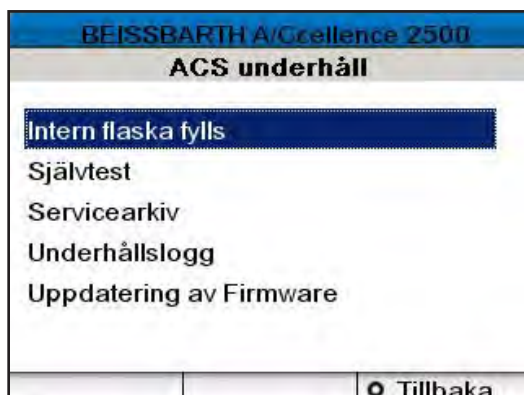 BEISSBARTH A/Ccellence 2500
ACS underhåll
Intern flaska fylls
Självtest
Servicearkiv
Underhållslogg
Uppdatering av Firmware
Tillbaka